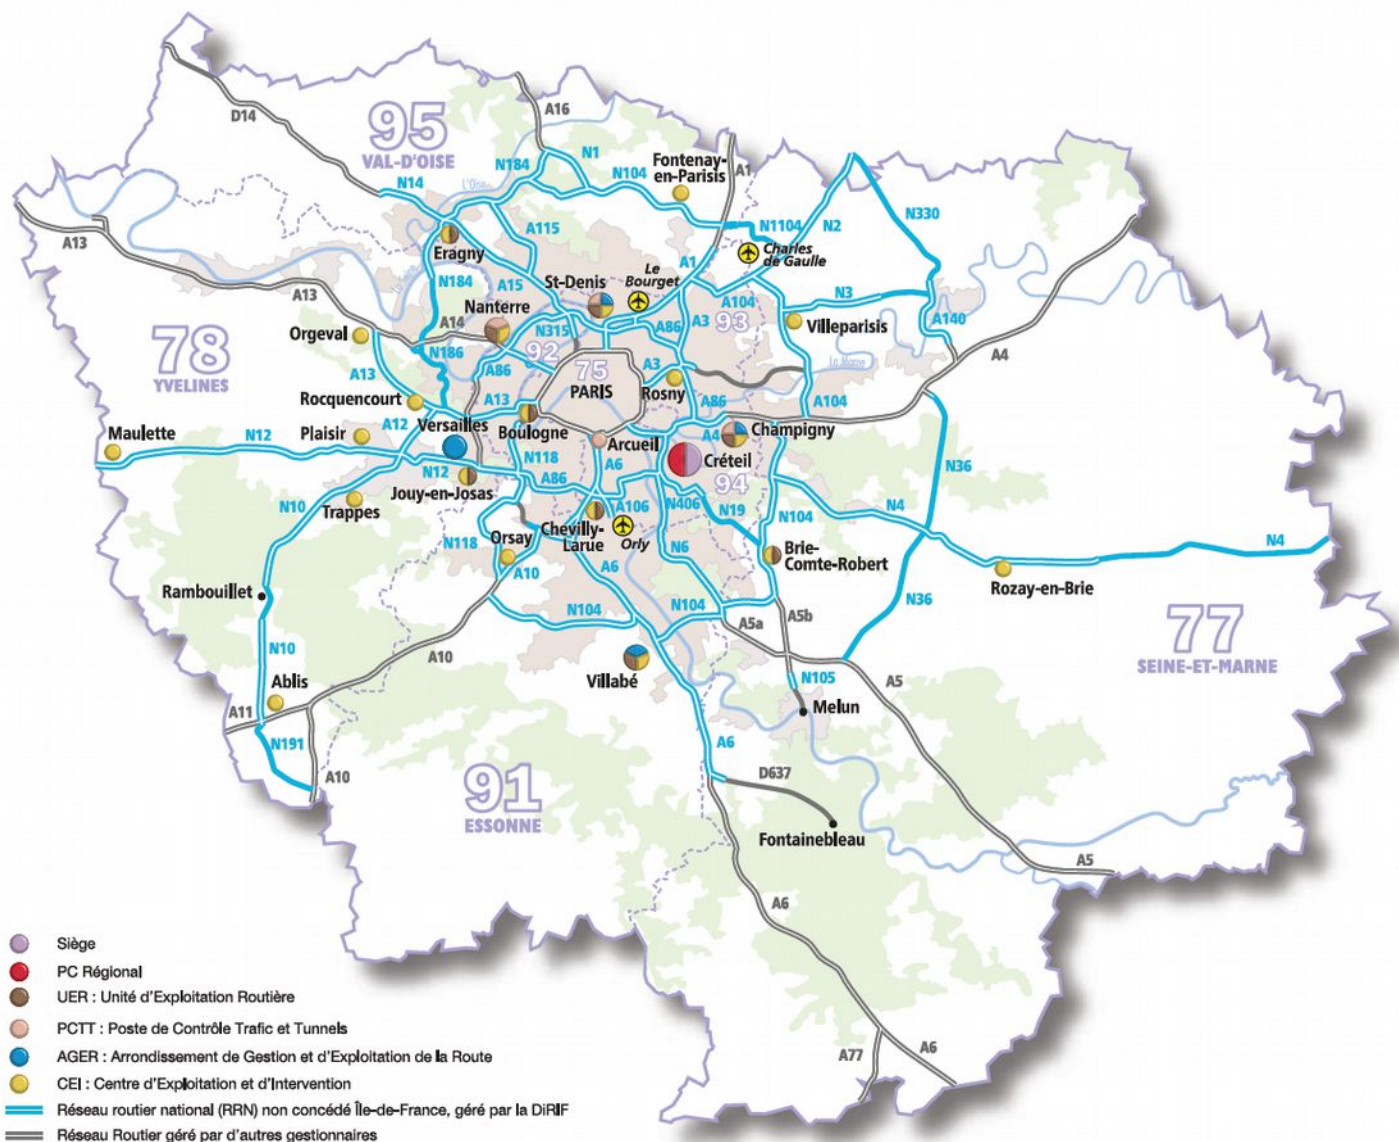 A16
D14
95
VAL-D'OISE
N184
N1
N104
Fontenay-
en-Parisis
A1
N14
L'Oise
N1104
N2
N330
A13
A115
Eragny
Charles
de Gaulle
A1
Le
Bourget
St-Denis
N184
A15
A13
Nanterre
A104
N3
A14
N315
A86
A3
93
Villeparisis
A140
Orgeval
78
YVELINES
N186
92
75
A4
La Marne
A86
A3
A13
PARIS
Rosny
Rocquencourt
A13
A86
A104
Maulette
N12
Plaisir
A12
Versailles
Boulogne
Arcueil
A4
Champigny
N12
N118
A6
Créteil
N36
Jouy-en-Josas
A86
94
N10
Trappes
A106
N406
N19
N104
N4
N118
Orsay
Chevilly-
Larue
Orly
N4
A10
A6
N6
Brie-
Comte-Robert
Rambouillet
Rozay-en-Brie
N104
N104
N36
A5a
A5b
77
SEINE-ET-MARNE
N10
A10
Villabé
N105
A5
Ablis
Melun
A11
N191
A6
A10
91
ESSONNE
D637
Fontainebleau
A5
A6
A77
A6
Siège
PC Régional
UER : Unité d'Exploitation Routière
PCTT : Poste de Contrôle Trafic et Tunnels
AGER : Arrondissement de Gestion et d'Exploitation de la Route
CEI : Centre d'Exploitation et d'Intervention
Réseau routier national (RRN) non concédé Île-de-France, géré par la DiRIF
Réseau Routier géré par d'autres gestionnaires